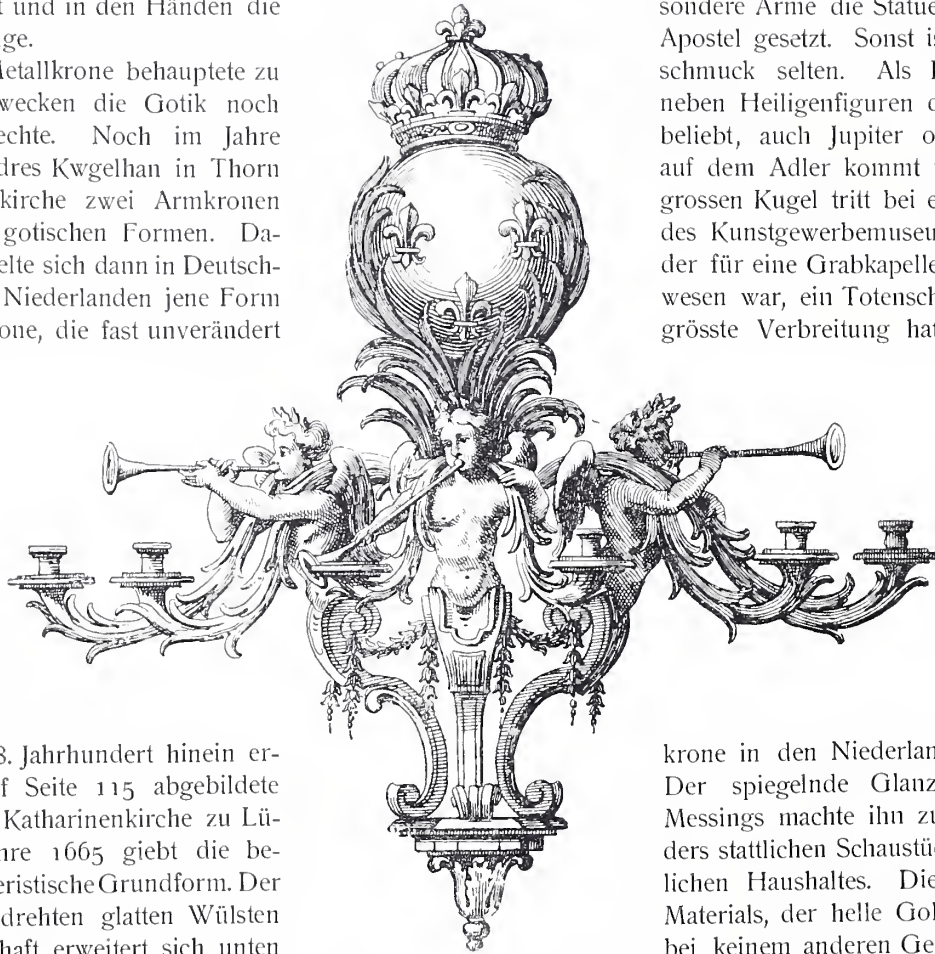 und in den Händen die
ge.
etallkrone behauptete zu
wecken die Gotik noch
echte. Noch im Jahre
dres Kwgelhan in Thorn
kirche zwei Armkronen
gotischen Formen. Da-
elte sich dann in Deutsch-
Niederlanden jene Form
one, die fast unverändert
8. Jahrhundert hinein er-
f Seite 115 abgebildete
Katharinenkirche zu Lü-
hre 1665 giebt die be-
eristische Grundform. Der
drehten glatten Wülsten
haft erweitert sich unten
sondere Arme die Statue
Apostel gesetzt. Sonst is
schmuck selten. Als
neben Heiligenfiguren
beliebt, auch Jupiter o
auf dem Adler kommt
grossen Kugel tritt bei e
des Kunstgewerbemuseu
der für eine Grabkapelle
wesen war, ein Totensch
grösste Verbreitung hat
krone in den Niederlan
Der spiegelnde Glanz
Messings machte ihn zu
ders stattlichen Schaustü
lichen Haushaltes. Die
Materials, der helle Gol
bei keinem anderen Ge